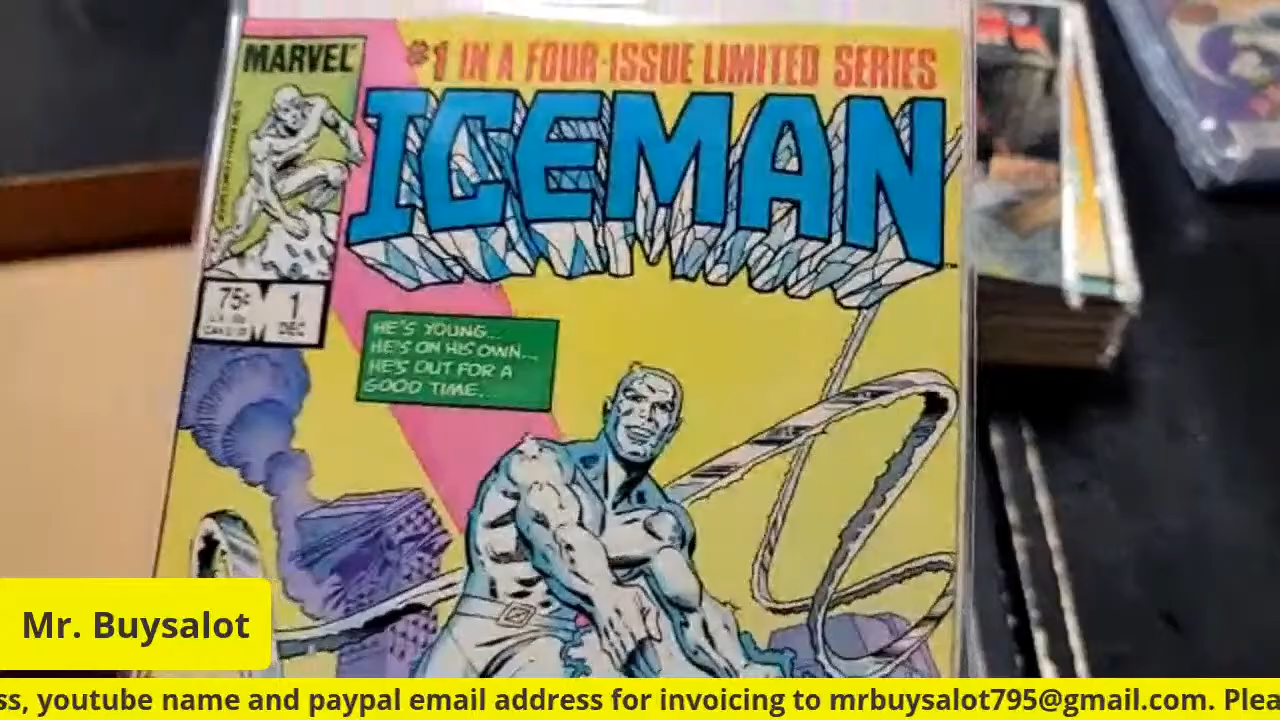 MARVEL
#1 IN A FOUR-ISSUE LIMITED SERIES
ICEMAN
75¢
1
DEC
HE'S YOUNG...
HE'S ON HIS OWN...
HE'S OUT FOR A
GOOD TIME...
Mr. Buysalot
ss, youtube name and paypal email address for invoicing to mrbuysalot795@gmail.com. Plea